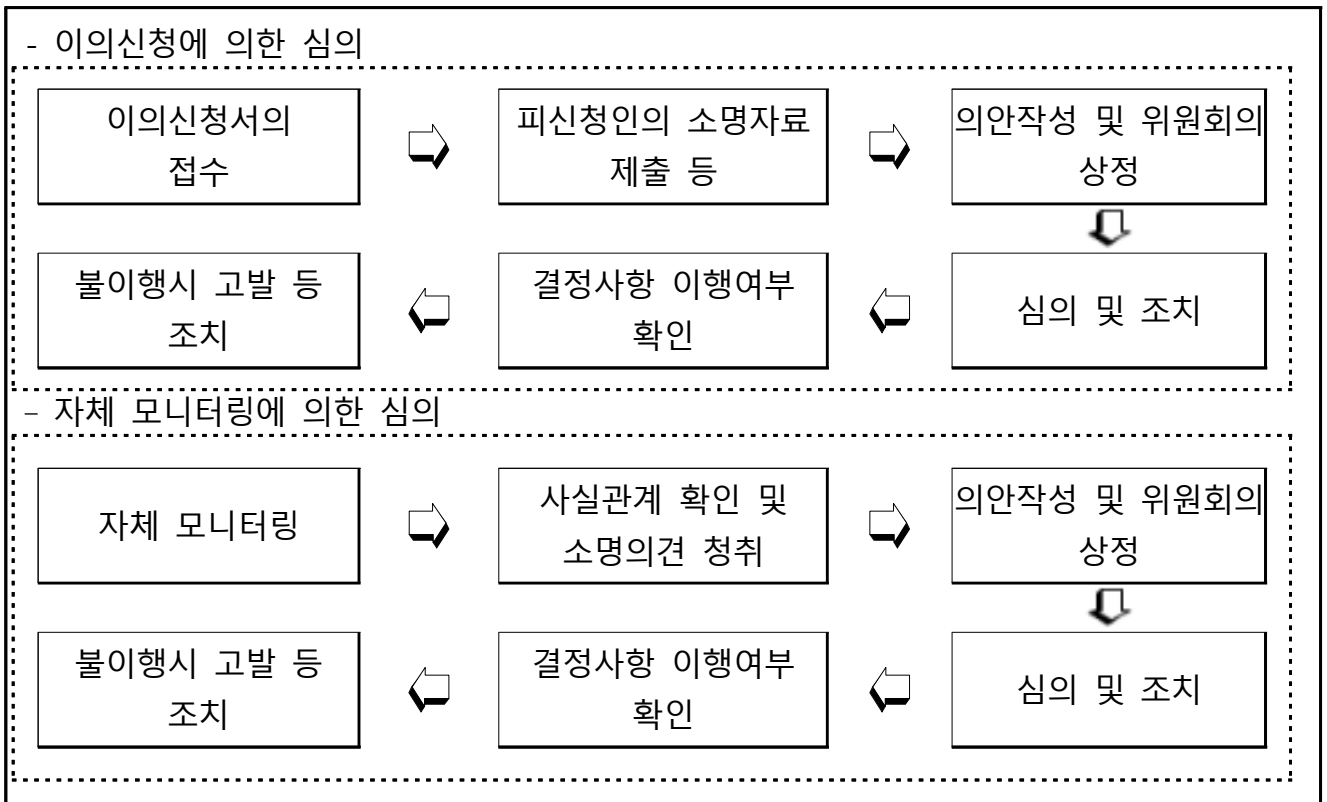 - 이의신청에 의한 심의
이의신청서의
접수
피신청인의 소명자료
제출 등
의안작성 및 위원회의
상정
심의 및 조치
결정사항 이행여부
확인
불이행시 고발 등
조치
- 자체 모니터링에 의한 심의
자체 모니터링
사실관계 확인 및
소명의견 청취
의안작성 및 위원회의
상정
심의 및 조치
결정사항 이행여부
확인
불이행시 고발 등
조치